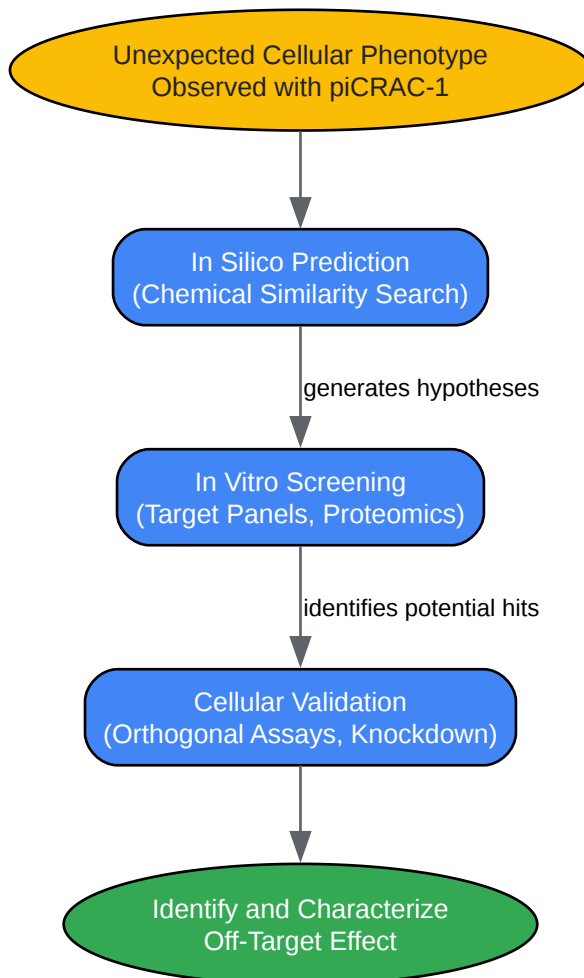 Unexpected Cellular Phenotype
Observed with piCRAC-1
In Silico Prediction
(Chemical Similarity Search)
generates hypotheses
In Vitro Screening
(Target Panels, Proteomics)
identifies potential hits
Cellular Validation
(Orthogonal Assays, Knockdown)
Identify and Characterize
Off-Target Effect